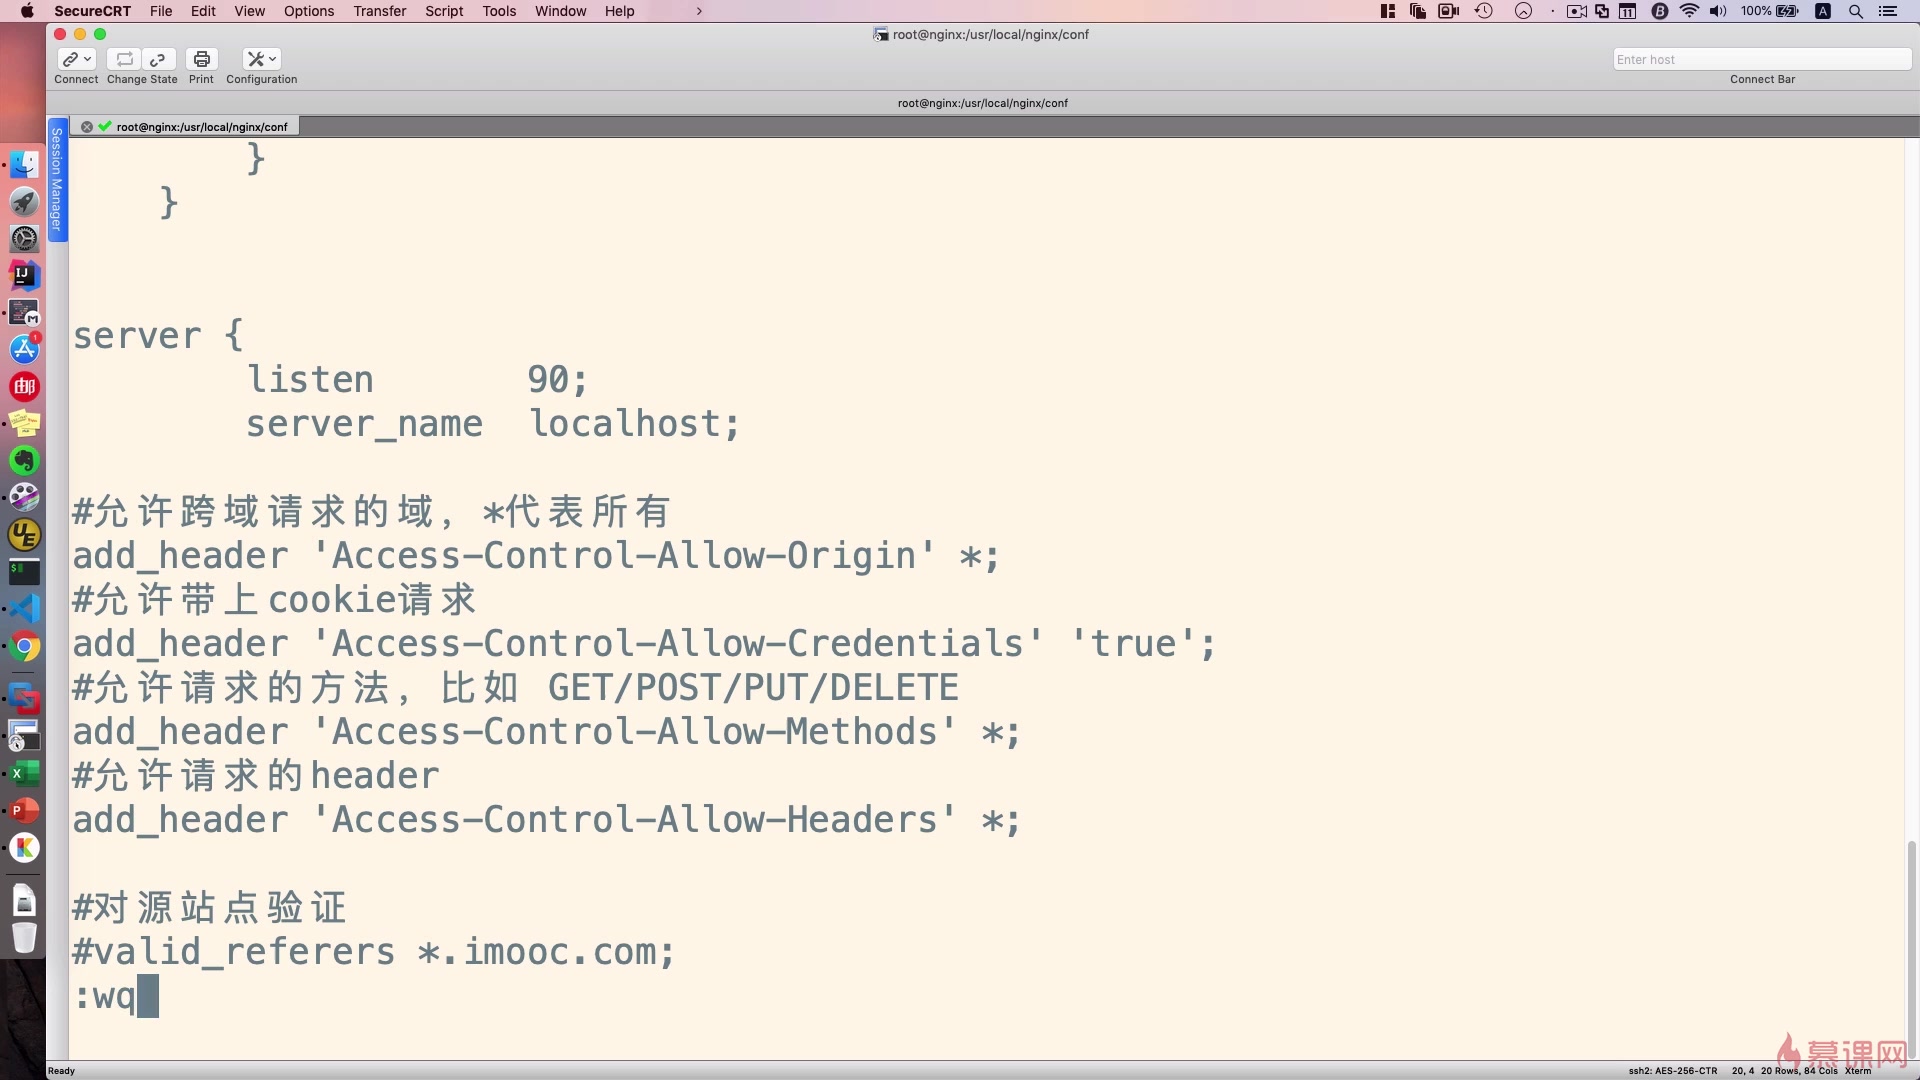 SecureCRT File Edit View Options Transfer Script Tools Window Help
100%
root@nginx:/usr/local/nginx/conf
Connect Change State Print Configuration
Enter host
Connect Bar
root@nginx:/usr/local/nginx/conf
root@nginx:/usr/local/nginx/conf
Session Manager
}
}
server {
listen 90;
server_name localhost;
#允许跨域请求的域，*代表所有
add_header 'Access-Control-Allow-Origin' *;
#允许带上cookie请求
add_header 'Access-Control-Allow-Credentials' 'true';
#允许请求的方法，比如 GET/POST/PUT/DELETE
add_header 'Access-Control-Allow-Methods' *;
#允许请求的header
add_header 'Access-Control-Allow-Headers' *;
#对源站点验证
#valid_referers *.imooc.com;
:wq
慕课网
Ready
ssh2: AES-256-CTR 20, 4 20 Rows, 84 Cols Xterm